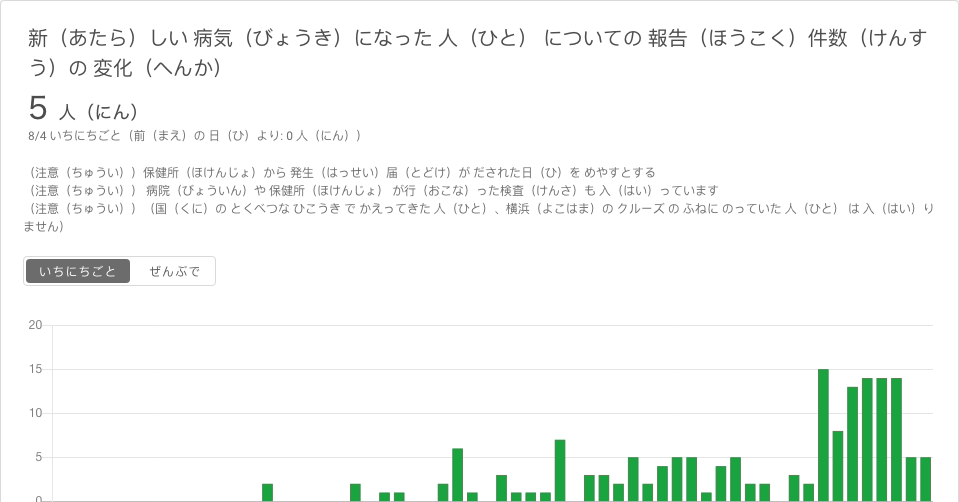 新（あたら）しい 病気（びょうき）になった 人（ひと） についての 報告（ほうこく）件数（けんす
う）の 変化（へんか）
5 人（にん）
8/4 いちにちごと（前（まえ）の 日（ひ）より: 0 人（にん））
（注意（ちゅうい））保健所（ほけんじょ）から 発生（はっせい）届（とどけ）が だされた日（ひ）を めやすとする
（注意（ちゅうい）） 病院（びょういん）や 保健所（ほけんじょ） が行（おこな）った検査（けんさ）も 入（はい）っています
（注意（ちゅうい））（国（くに）の とくべつな ひこうき で かえってきた 人（ひと）、横浜（よこはま）の クルーズ の ふねに のっていた 人（ひと） は 入（はい）り
ません）
いちにちごと ぜんぶで
20
15
10
5
0